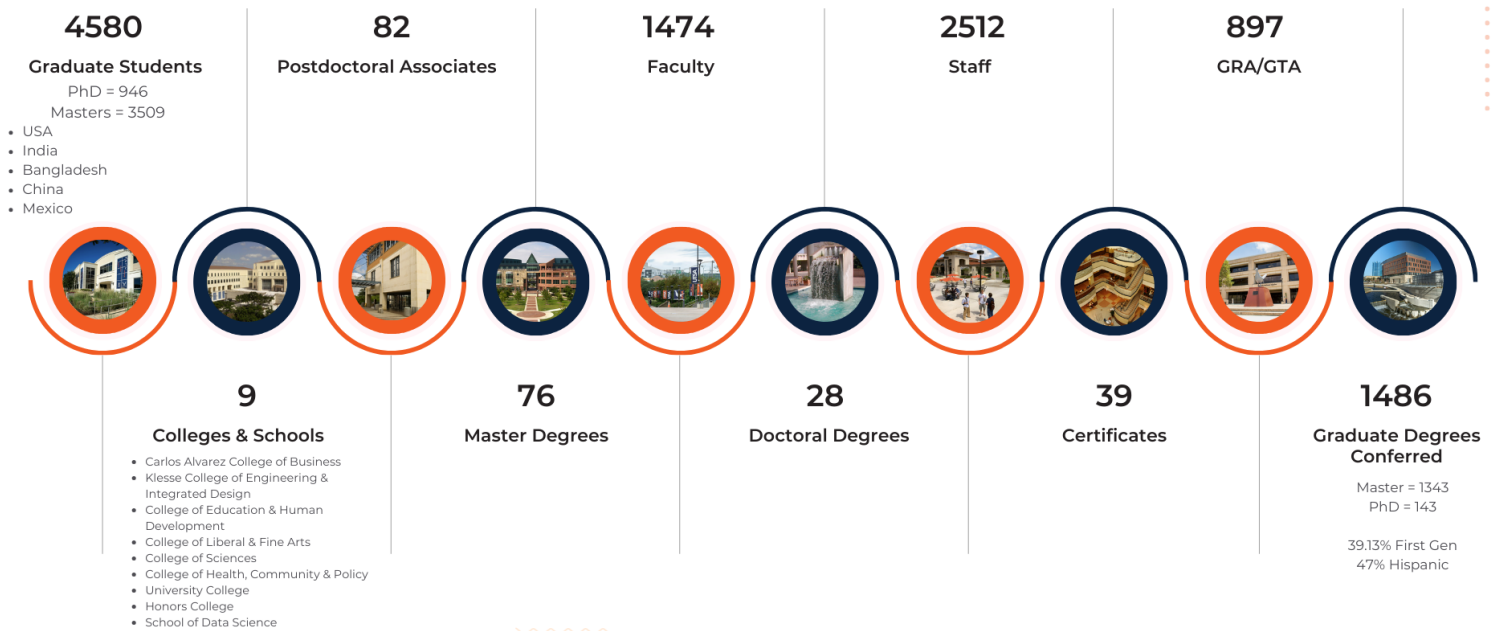 4580
Graduate Students
PhD = 946
Masters = 3509
• USA
• India
• Bangladesh
• China
• Mexico
82
Postdoctoral Associates
1474
Faculty
2512
Staff
897
GRA/GTA
9
Colleges & Schools
• Carlos Alvarez College of Business
• Klesse College of Engineering &
Integrated Design
• College of Education & Human
Development
• College of Liberal & Fine Arts
• College of Sciences
• College of Health, Community & Policy
• University College
• Honors College
• School of Data Science
76
Master Degrees
28
Doctoral Degrees
39
Certificates
1486
Graduate Degrees
Conferred
Master = 1343
PhD = 143
39.13% First Gen
47% Hispanic